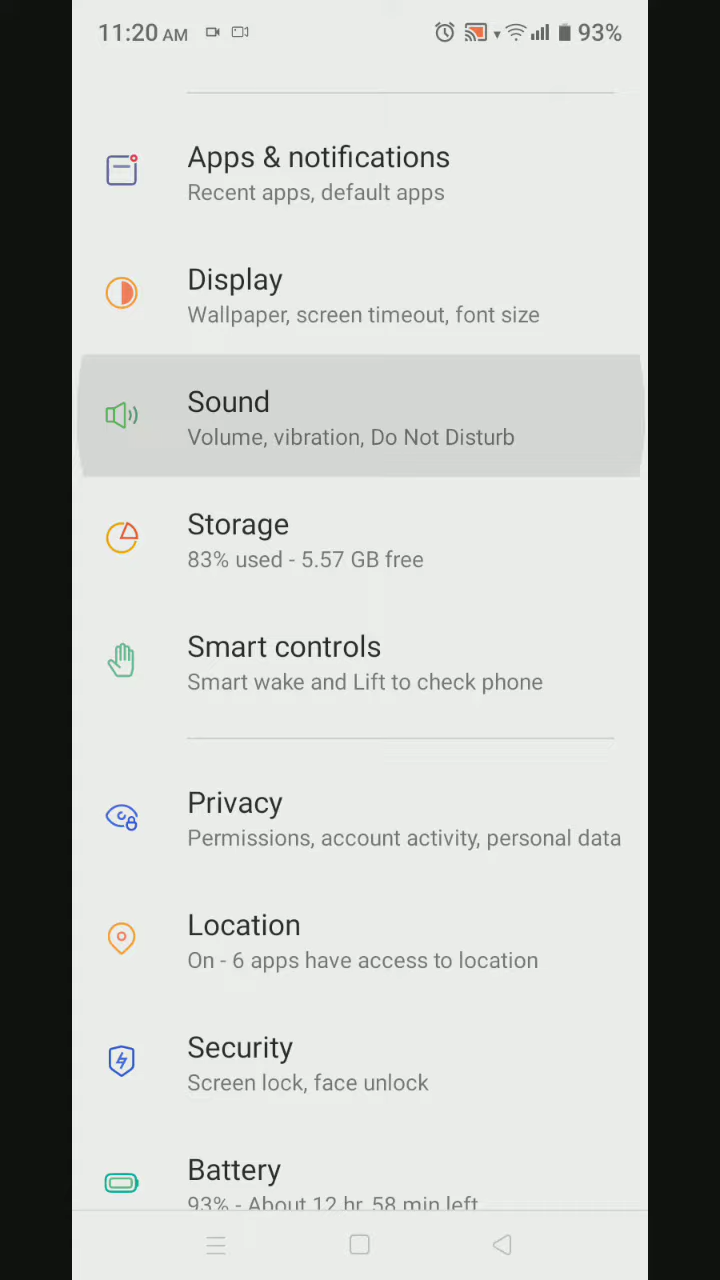 11:20 AM
93%
Apps & notifications
Recent apps, default apps
Display
Wallpaper, screen timeout, font size
Sound
Volume, vibration, Do Not Disturb
Storage
83% used - 5.57 GB free
Smart controls
Smart wake and Lift to check phone
Privacy
Permissions, account activity, personal data
Location
On - 6 apps have access to location
Security
Screen lock, face unlock
Battery
93% - About 12 hr, 58 min left